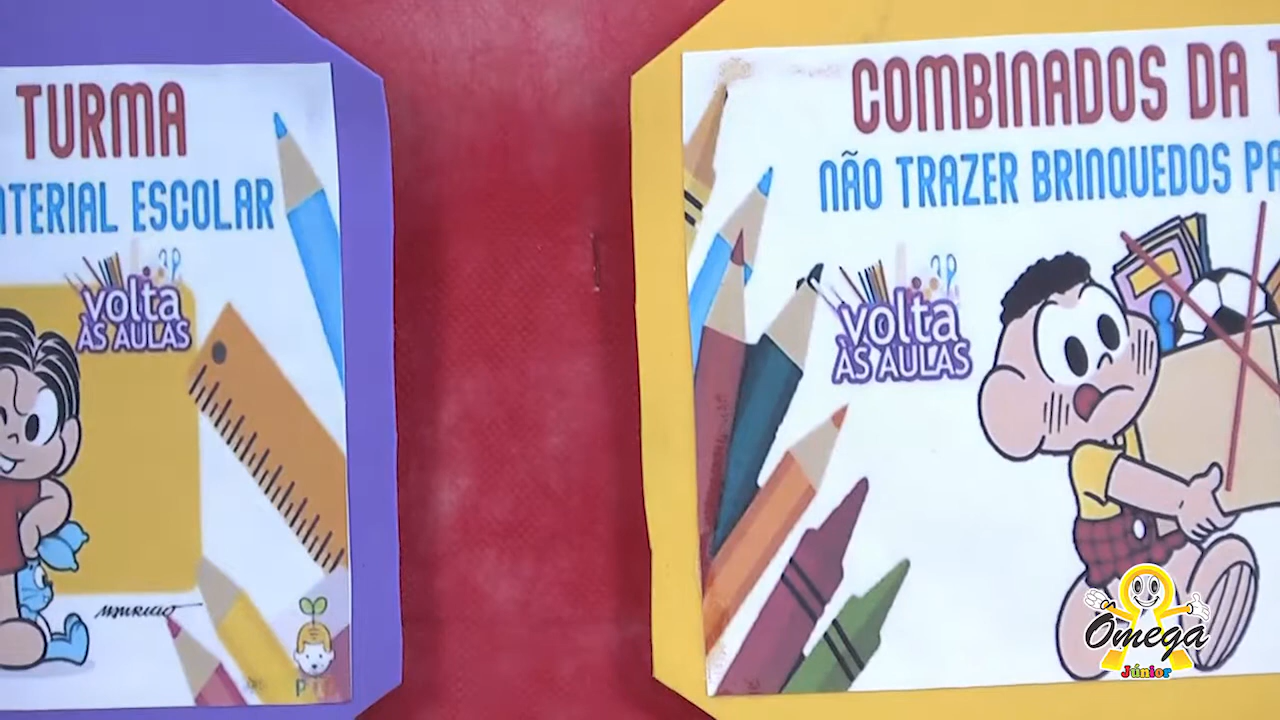 TURMA
ATERIAL ESCOLAR
volta
ÀS AULAS
MAURICIO
COMBINADOS DA T
NÃO TRAZER BRINQUEDOS PA
volta
ÀS AULAS
Ômega
Júnior